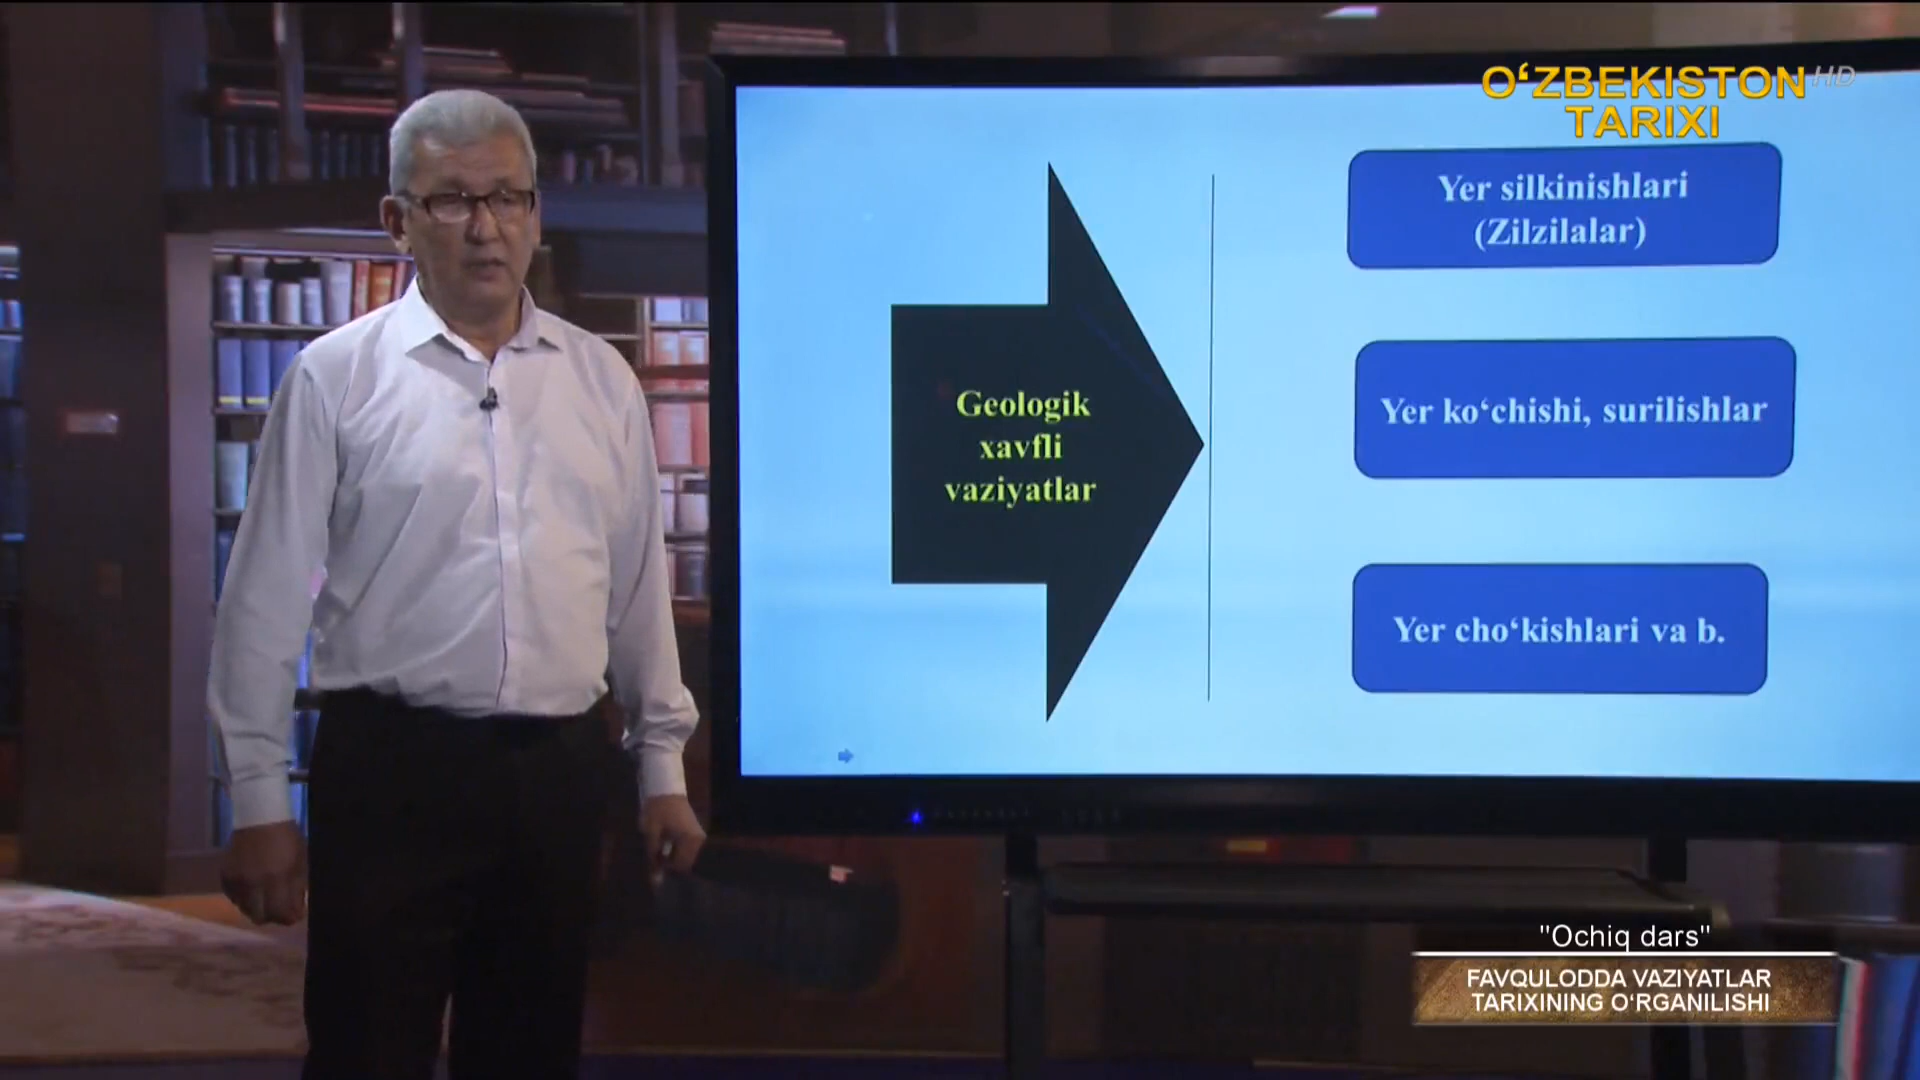 O‘ZBEKISTON HD
TARIXI
Yer silkinishlari
(Zilzilalar)
Geologik
xavfli
vaziyatlar
Yer ko‘chishi, surilishlar
Yer cho‘kishlari va b.
"Ochiq dars"
FAVQULODDA VAZIYATLAR
TARIXINING O‘RGANILISHI